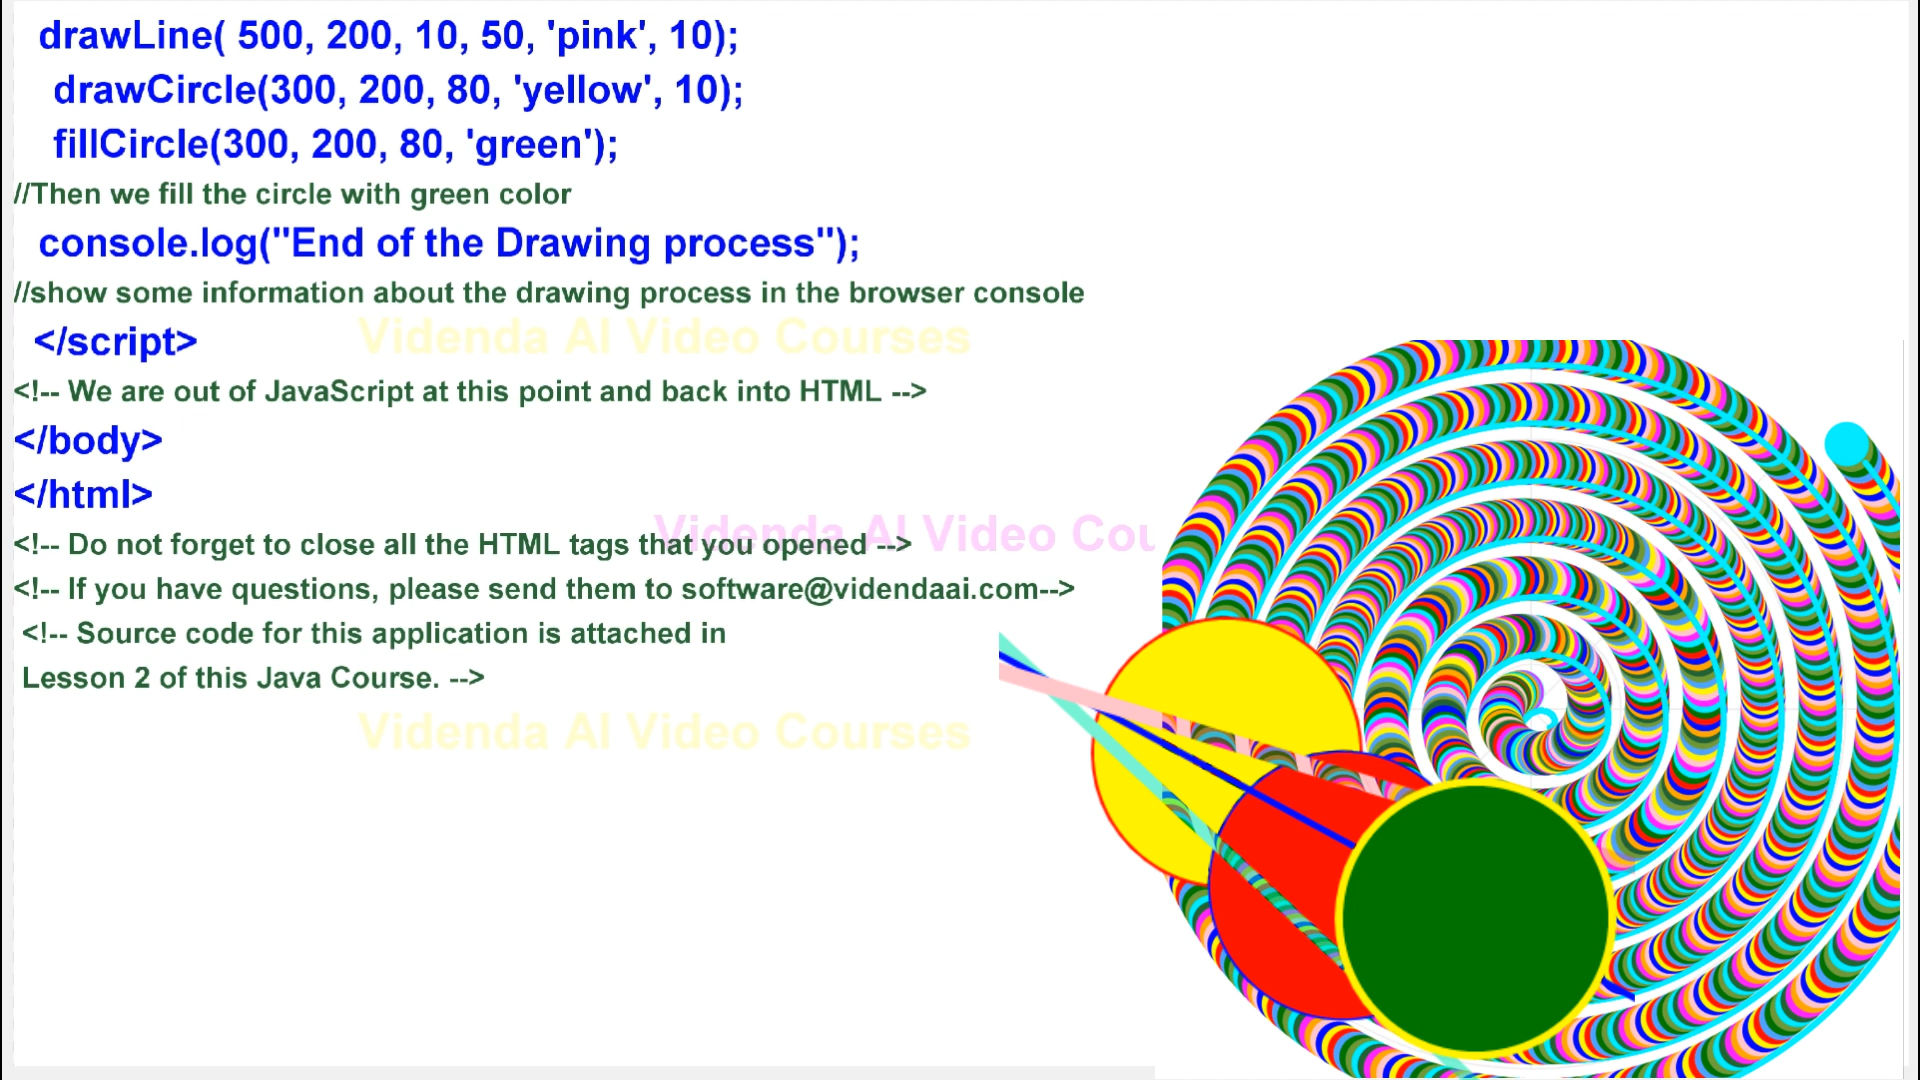 drawLine( 500, 200, 10, 50, 'pink', 10);
drawCircle(300, 200, 80, 'yellow', 10);
fillCircle(300, 200, 80, 'green');
//Then we fill the circle with green color
console.log("End of the Drawing process");
//show some information about the drawing process in the browser console
Videnda AI Video Courses
</script>
<!-- We are out of JavaScript at this point and back into HTML -->
</body>
</html>
Videnda AI Video Cou
<!-- Do not forget to close all the HTML tags that you opened -->
<!-- If you have questions, please send them to software@videndaai.com-->
<!-- Source code for this application is attached in
Lesson 2 of this Java Course. -->
Videnda AI Video Courses